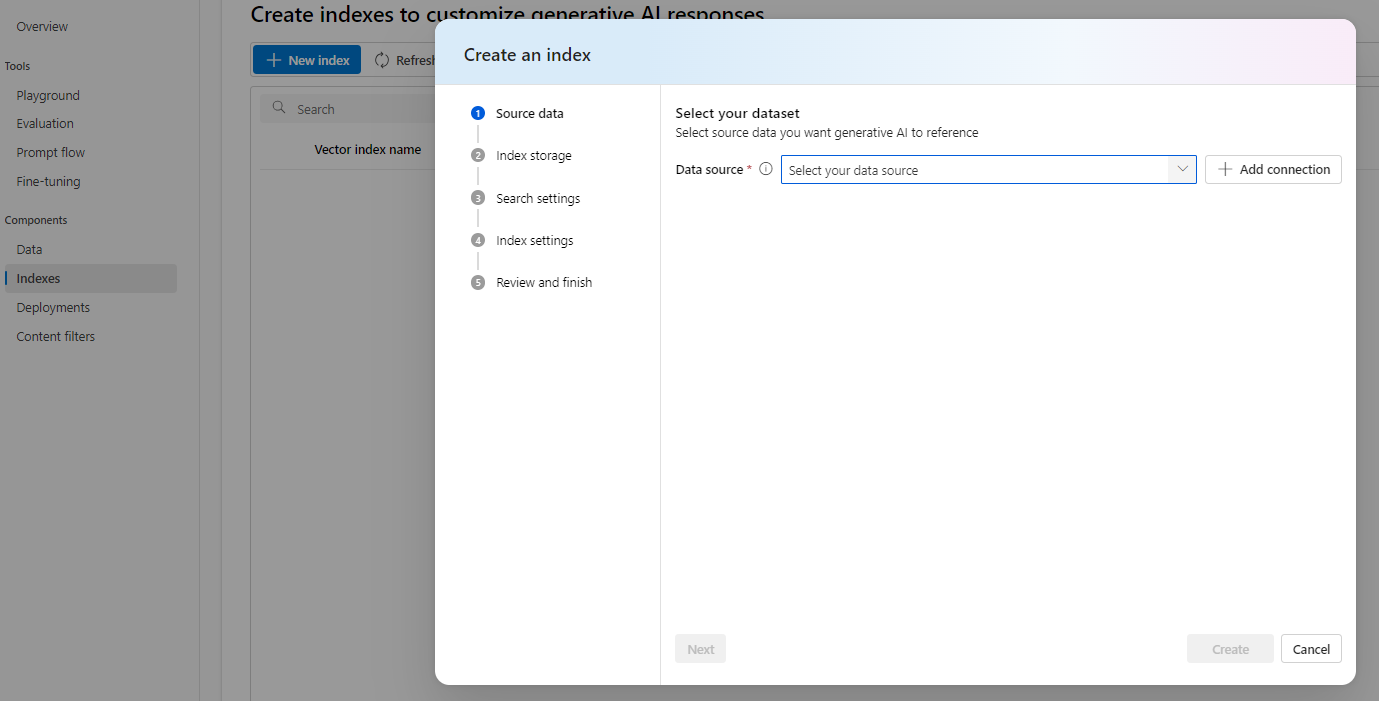 Overview
Tools
Playground
Evaluation
Prompt flow
Fine-tuning
Components
Data
Indexes
Deployments
Content filters
Create indexes to customize generative AI responses
New index
Refresh
Search
Vector index name
Create an index
1 Source data
2 Index storage
3 Search settings
4 Index settings
5 Review and finish
Select your dataset
Select source data you want generative AI to reference
Data source * Select your data source Add connection
Next Create Cancel